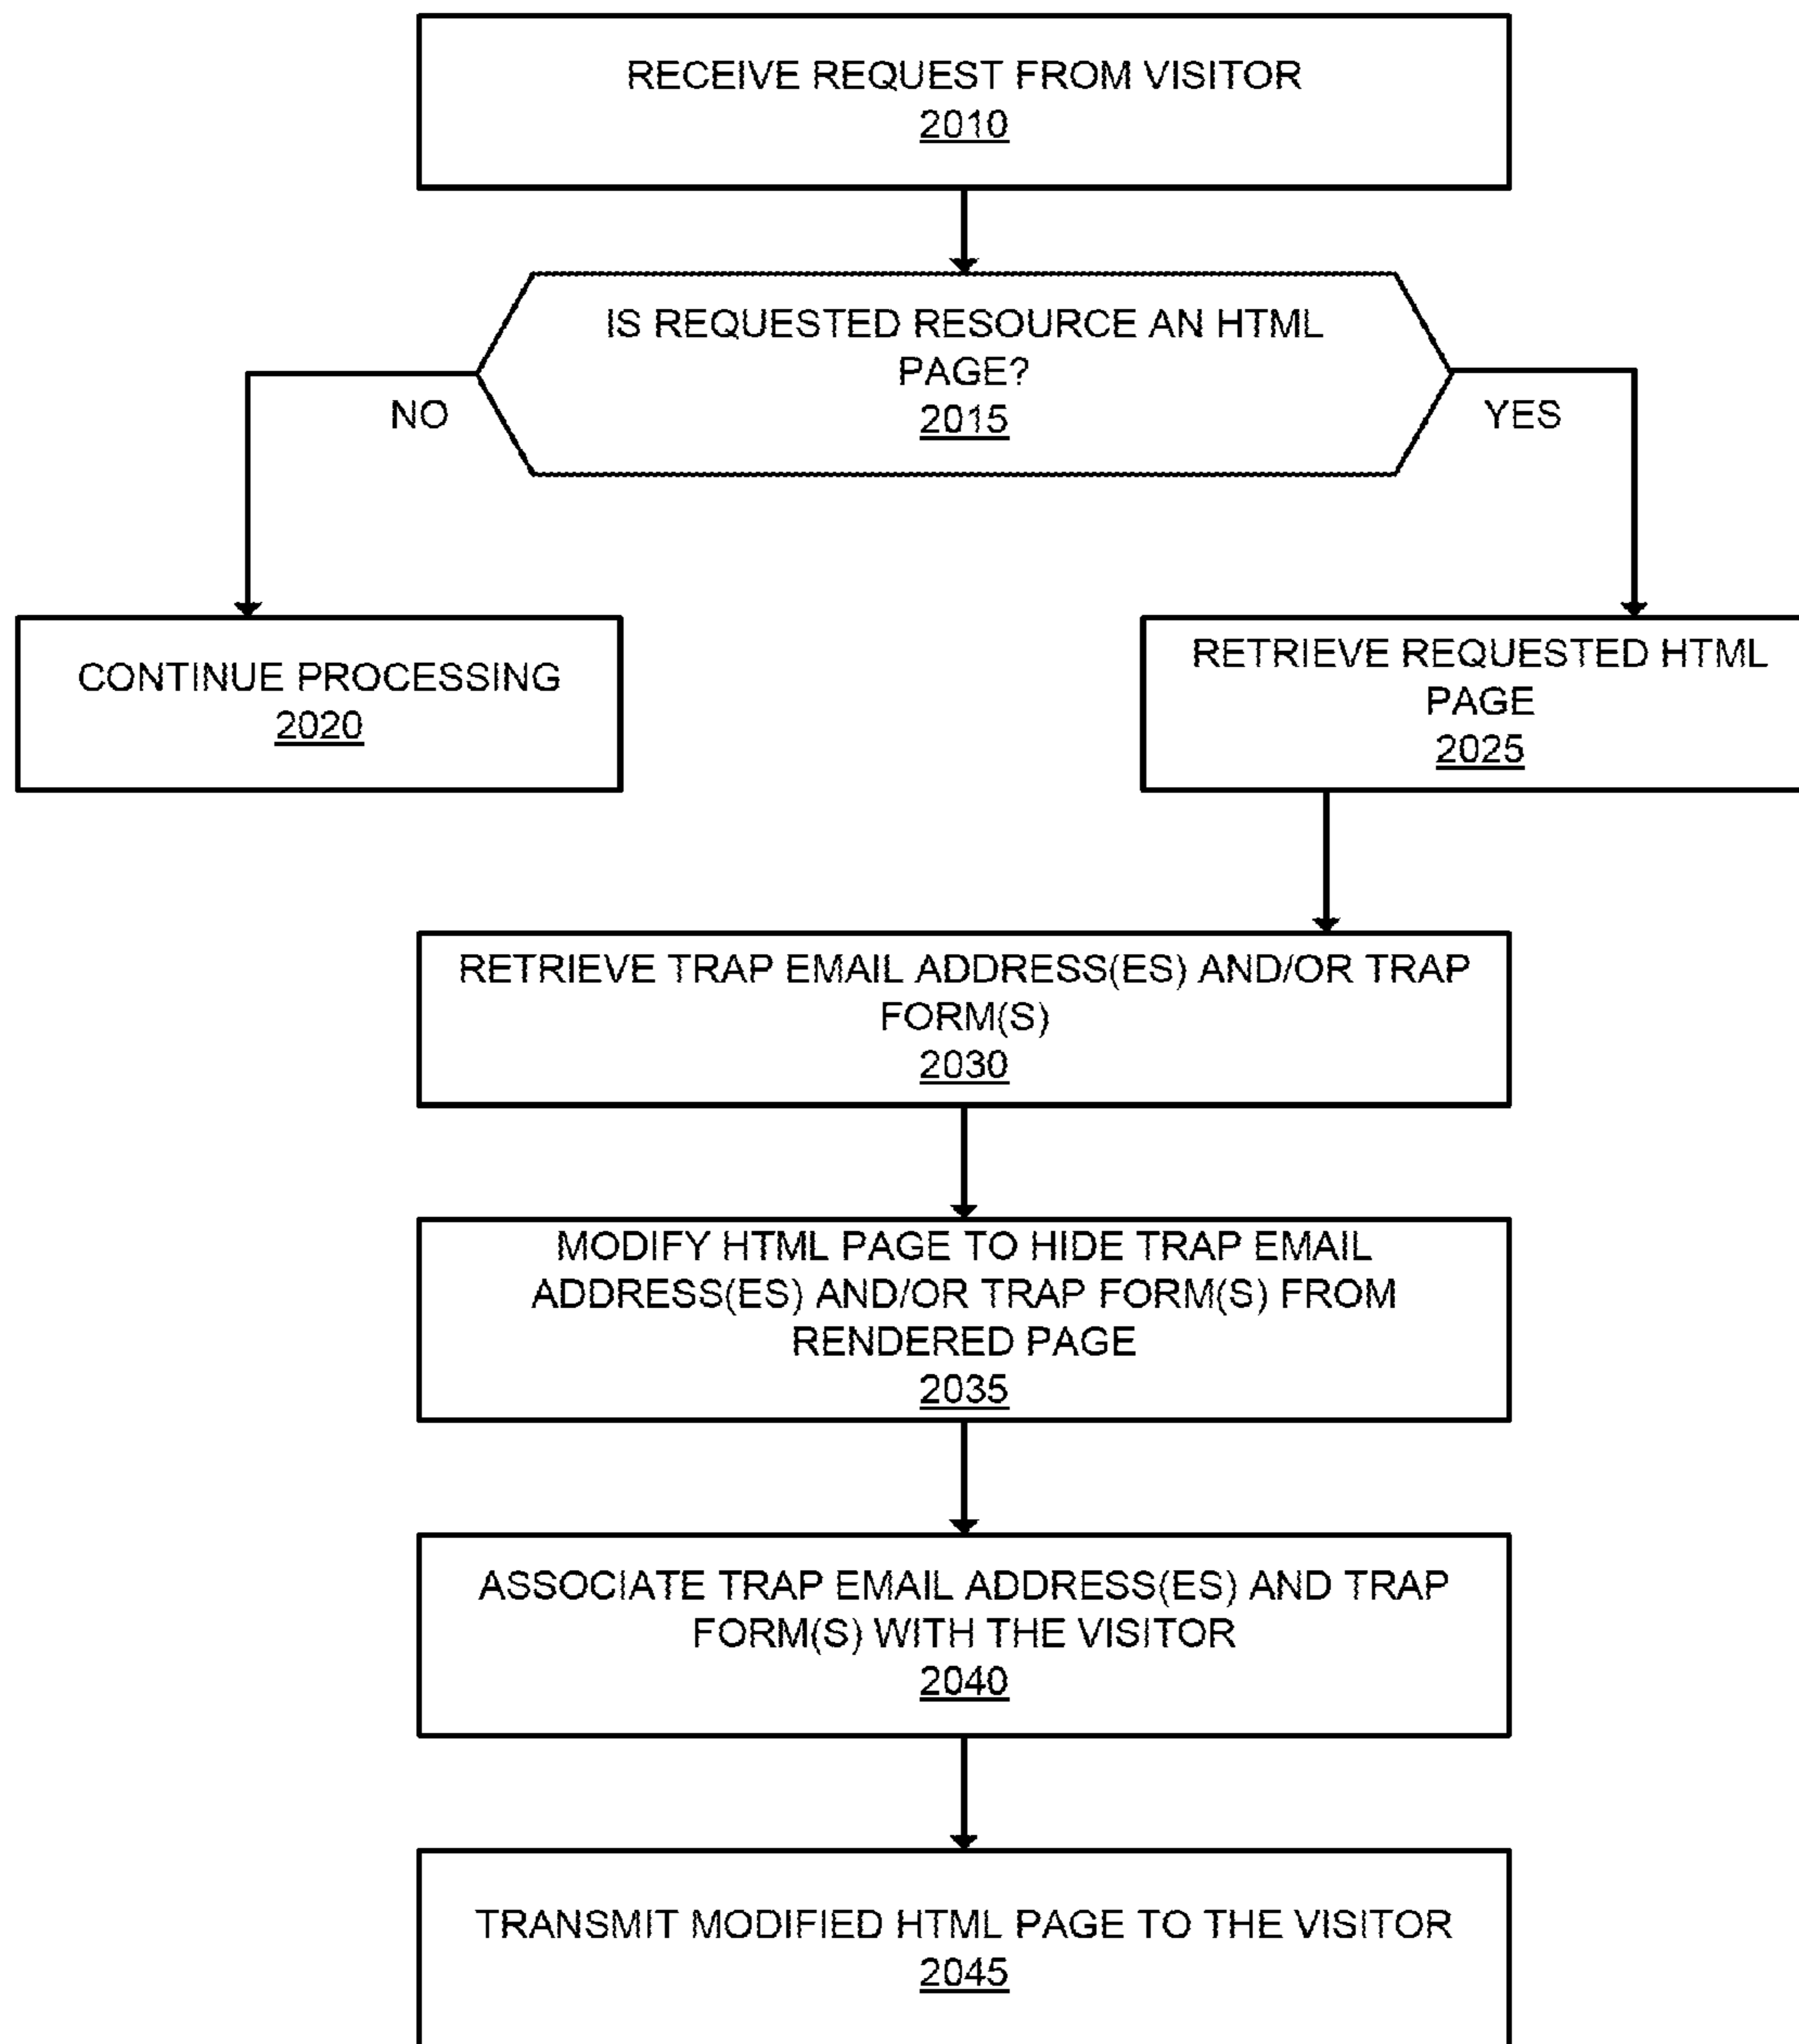 RECEIVE REQUEST FROM VISITOR
2010
IS REQUESTED RESOURCE AN HTML
PAGE?
2015
NO
YES
CONTINUE PROCESSING
2020
RETRIEVE REQUESTED HTML
PAGE
2025
RETRIEVE TRAP EMAIL ADDRESS(ES) AND/OR TRAP
FORM(S)
2030
MODIFY HTML PAGE TO HIDE TRAP EMAIL
ADDRESS(ES) AND/OR TRAP FORM(S) FROM
RENDERED PAGE
2035
ASSOCIATE TRAP EMAIL ADDRESS(ES) AND TRAP
FORM(S) WITH THE VISITOR
2040
TRANSMIT MODIFIED HTML PAGE TO THE VISITOR
2045